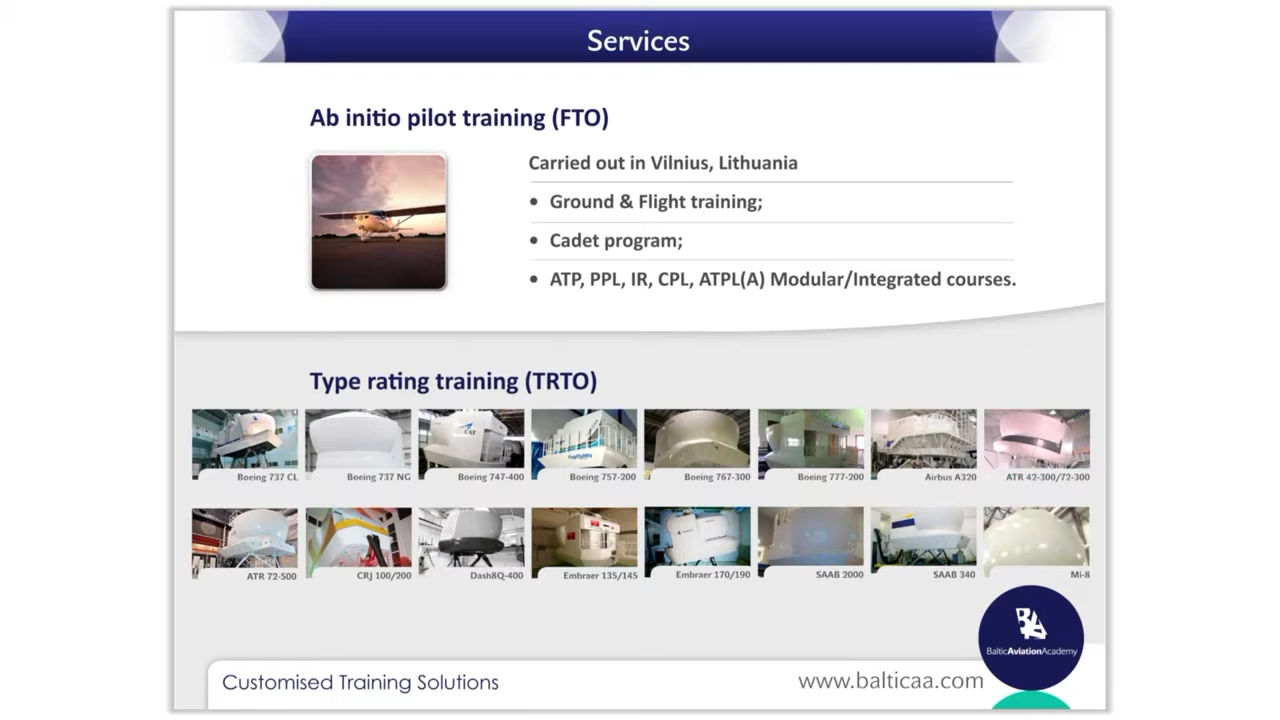 Services
Ab initio pilot training (FTO)
Carried out in Vilnius, Lithuania
• Ground & Flight training;
• Cadet program;
• ATP, PPL, IR, CPL, ATPL(A) Modular/Integrated courses.
Type rating training (TRTO)
Boeing 737 CL
Boeing 737 NG
CAE
Boeing 747-400
Boeing 757-200
Boeing 767-300
Boeing 777-200
Airbus A320
ATR 42-300/72-300
ATR 72-500
CRJ 100/200
Dash8Q-400
Embraer 135/145
Embraer 170/190
SAAB 2000
SAAB 340
Mi-8
BAA
BalticAviationAcademy
Customised Training Solutions
www.balticaa.com